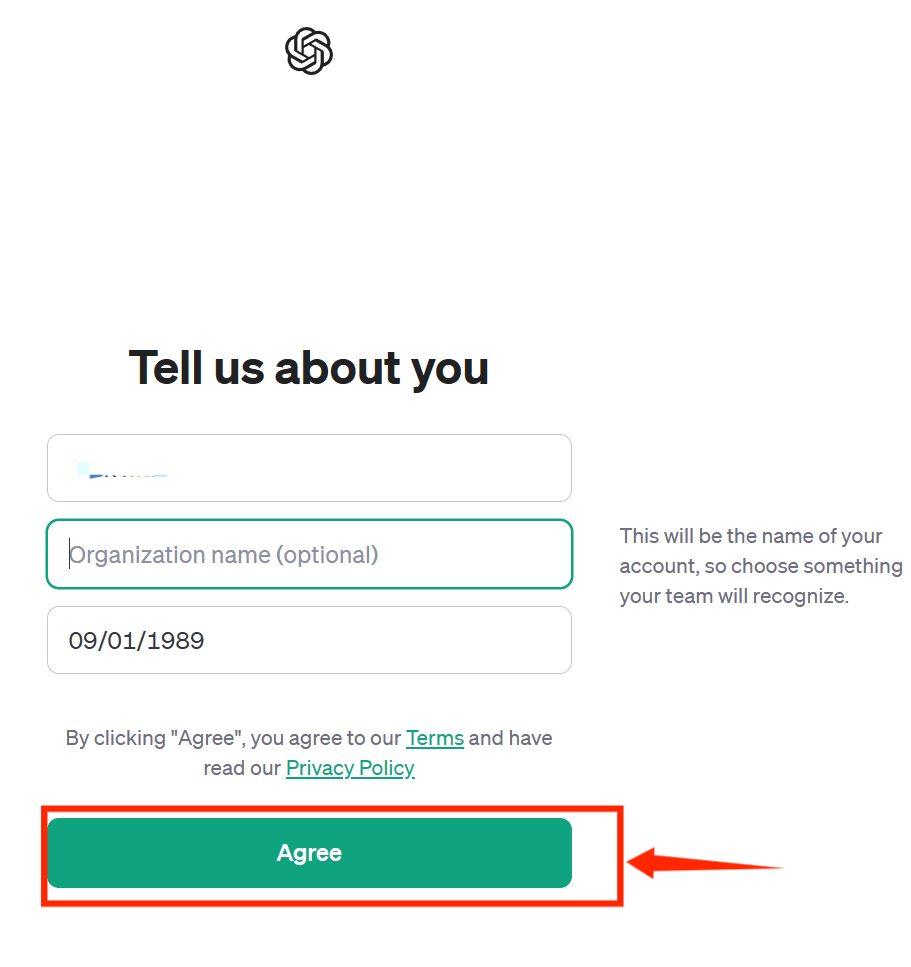 Tell us about you
Organization name (optional)
This will be the name of your
account, so choose something
your team will recognize.
09/01/1989
By clicking "Agree", you agree to our Terms and have
read our Privacy Policy
Agree